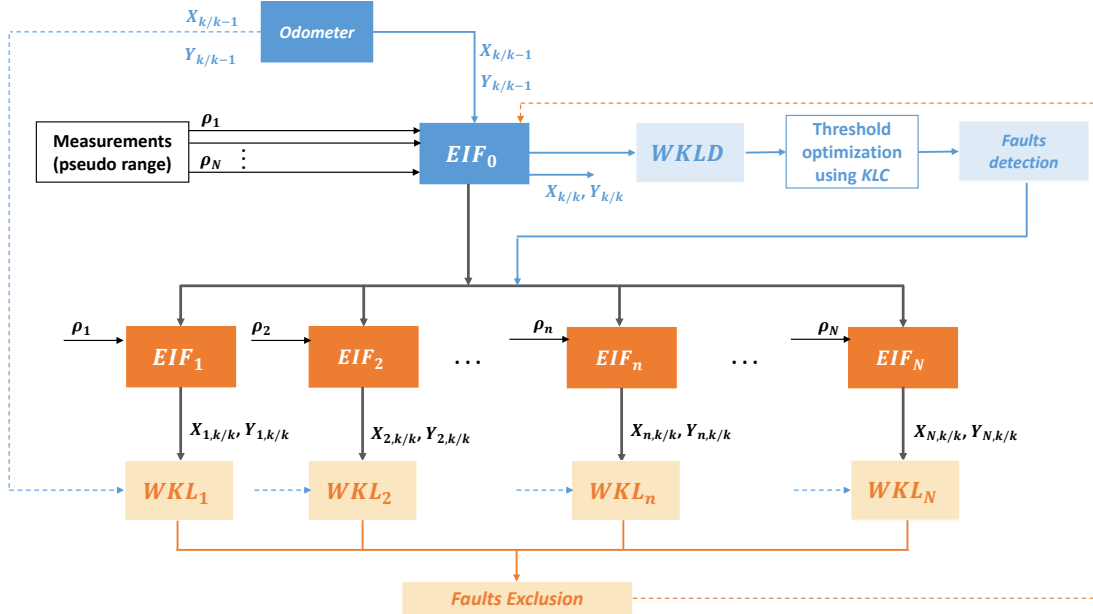 X_{k/k−1}
Odometer
Y_{k/k−1}
X_{k/k−1}
Y_{k/k−1}
Measurements
(pseudo range)
ρ_1
ρ_N ⋮
EIF_0
WKLD
Threshold
optimization
using KLC
Faults
detection
X_{k/k}, Y_{k/k}
ρ_1
EIF_1
ρ_2
EIF_2
...
ρ_n
EIF_n
...
ρ_N
EIF_N
X_{1,k/k}, Y_{1,k/k}
X_{2,k/k}, Y_{2,k/k}
X_{n,k/k}, Y_{n,k/k}
X_{N,k/k}, Y_{N,k/k}
WKL_1
WKL_2
WKL_n
WKL_N
Faults Exclusion